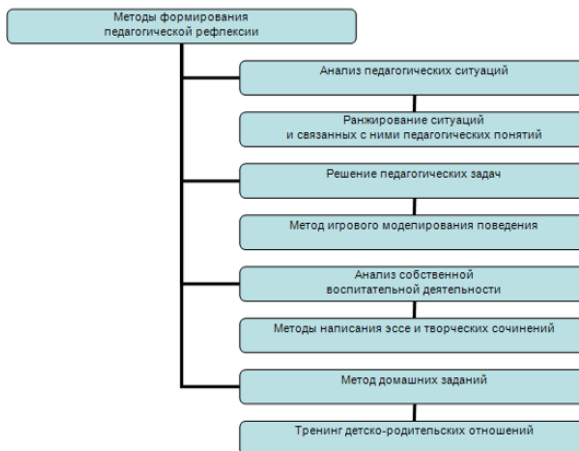 Методы формирования
педагогической рефлексии
Анализ педагогических ситуаций
Ранжирование ситуаций
и связанных с ними педагогических понятий
Решение педагогических задач
Метод игрового моделирования поведения
Анализ собственной
воспитательной деятельности
Методы написания эссе и творческих сочинений
Метод домашних заданий
Тренинг детско-родительских отношений